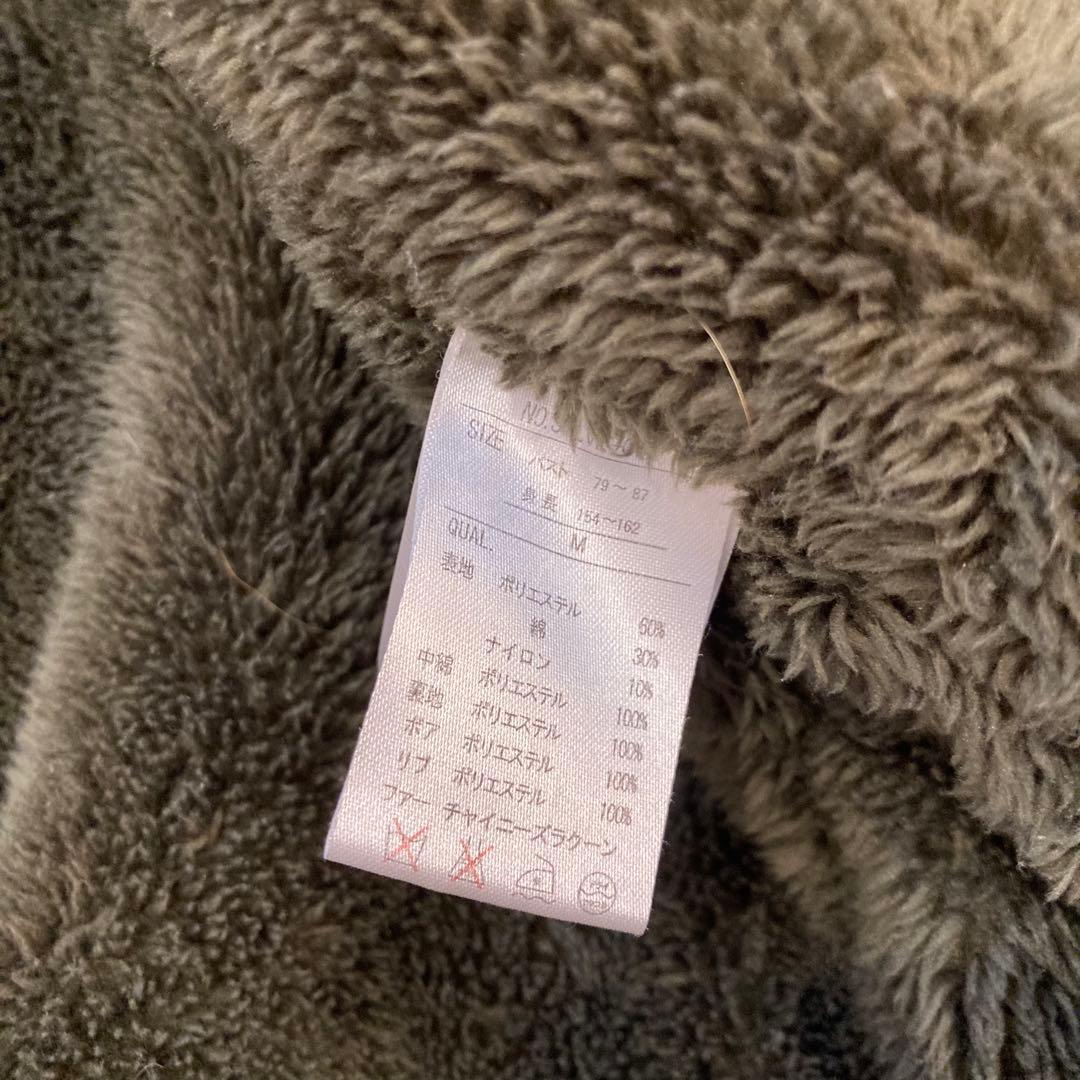 SIZE バスト 79～87
身長 154～162
M
QUAL.
表地 ポリエステル 60%
綿 30%
ナイロン 10%
中綿 ポリエステル 100%
裏地 ポリエステル 100%
ボア ポリエステル 100%
リブ ポリエステル 100%
ファー チャイニーズラクーン